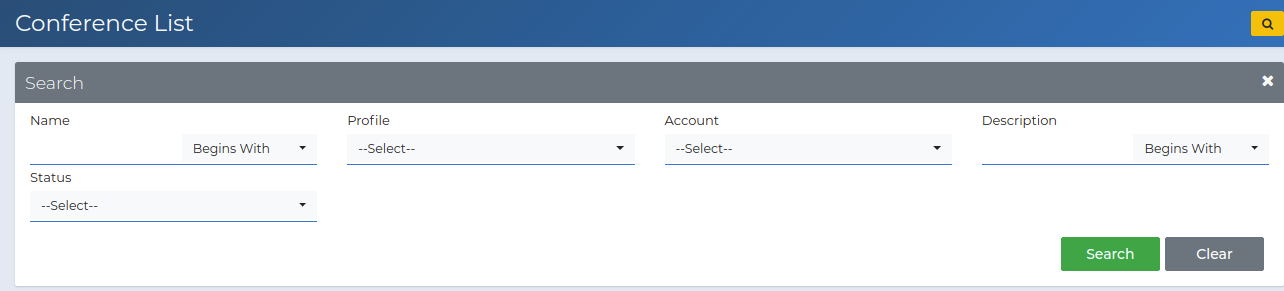 Conference List
Search
Name
Profile
Account
Description
Begins With
--Select--
--Select--
Begins With
Status
--Select--
Search
Clear